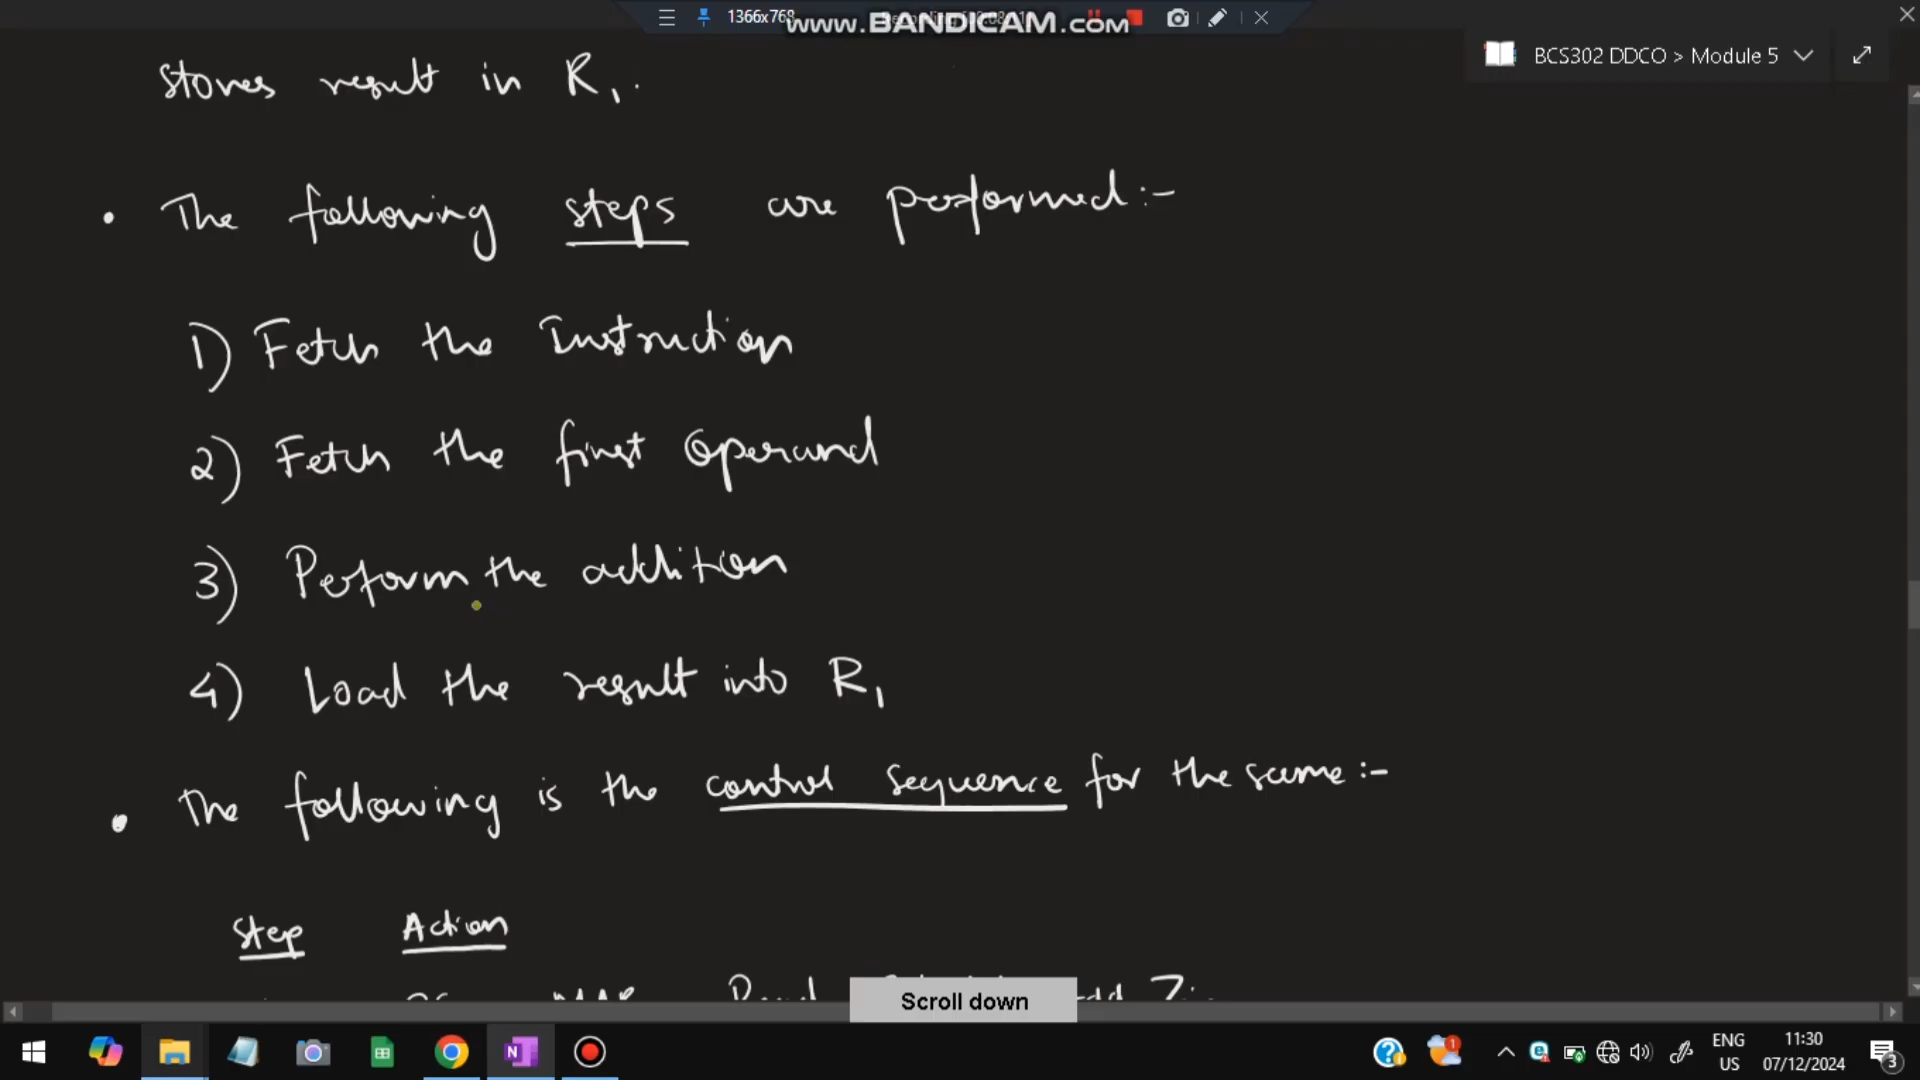 1366x768
www.BANDICAM.com
BCS302 DDCO > Module 5
stores result in R1.
• The following steps are performed:-
1) Fetch the Instruction
2) Fetch the first Operand
3) Perform the addition
4) Load the result into R1
• The following is the control sequence for the same:-
Step Action
Scroll down
ENG
US
11:30
07/12/2024
3